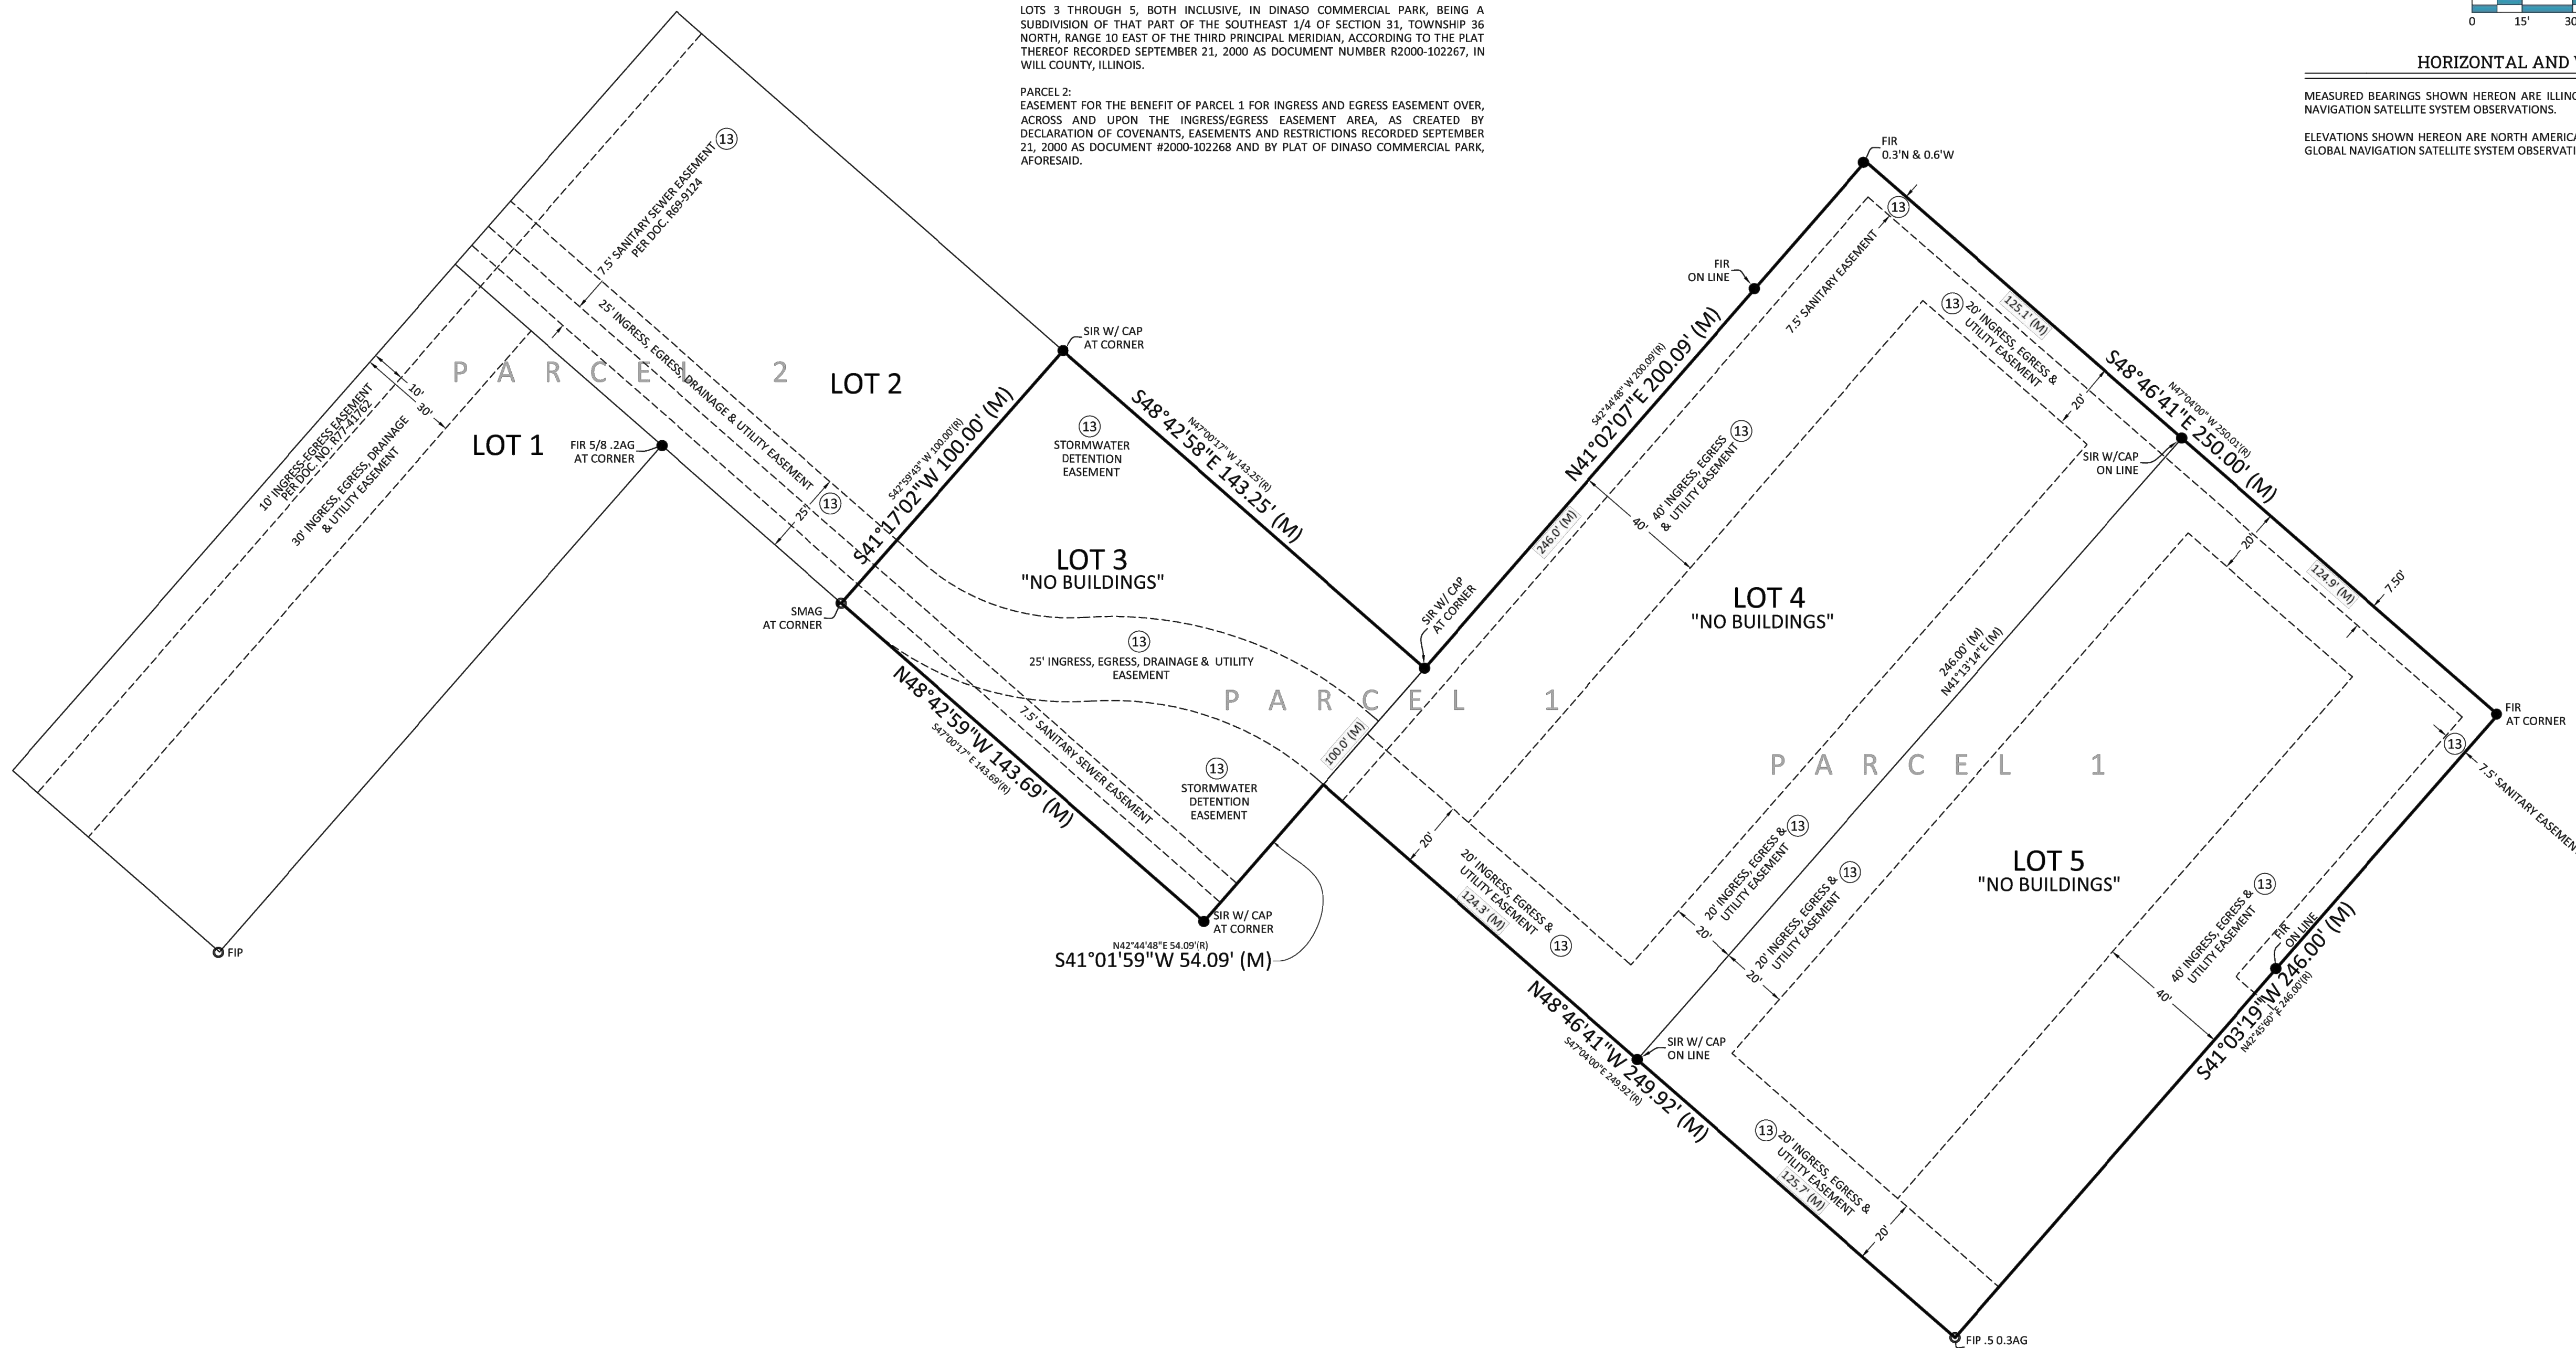 LOTS 3 THROUGH 5, BOTH INCLUSIVE, IN DINASO COMMERCIAL PARK, BEING A
SUBDIVISION OF THAT PART OF THE SOUTHEAST 1/4 OF SECTION 31, TOWNSHIP 36
NORTH, RANGE 10 EAST OF THE THIRD PRINCIPAL MERIDIAN, ACCORDING TO THE PLAT
THEREOF RECORDED SEPTEMBER 21, 2000 AS DOCUMENT NUMBER R2000-102267, IN
WILL COUNTY, ILLINOIS.
PARCEL 2:
EASEMENT FOR THE BENEFIT OF PARCEL 1 FOR INGRESS AND EGRESS EASEMENT OVER,
ACROSS AND UPON THE INGRESS/EGRESS EASEMENT AREA, AS CREATED BY
DECLARATION OF COVENANTS, EASEMENTS AND RESTRICTIONS RECORDED SEPTEMBER
21, 2000 AS DOCUMENT #2000-102268 AND BY PLAT OF DINASO COMMERCIAL PARK,
AFORESAID.
0 15' 30
HORIZONTAL AND
MEASURED BEARINGS SHOWN HEREON ARE
NAVIGATION SATELLITE SYSTEM OBSERVATIONS.
ELEVATIONS SHOWN HEREON ARE NORTH
GLOBAL NAVIGATION SATELLITE SYSTEM
7.5' SANITARY SEWER EASEMENT
PER DOC. R69-9124
13
25' INGRESS, EGRESS, DRAINAGE & UTILITY EASEMENT
13
25'
PARCEL 2
10'
30'
10' INGRESS-EGRESS EASEMENT
PER DOC. NO. R77-41762
30' INGRESS, EGRESS, DRAINAGE
& UTILITY EASEMENT
LOT 1
LOT 2
FIR 5/8 .2AG
AT CORNER
FIP
SIR W/ CAP
AT CORNER
S42°59'43" W 100.00'(R)
S41°17'02"W 100.00' (M)
13
STORMWATER
DETENTION
EASEMENT
N47°00'17" W 143.25'(R)
S48°42'58"E 143.25' (M)
LOT 3
"NO BUILDINGS"
SMAG
AT CORNER
13
25' INGRESS, EGRESS, DRAINAGE & UTILITY
EASEMENT
N48°42'59"W 143.69' (M)
S47°00'17" E 143.69'(R)
7.5' SANITARY SEWER EASEMENT
13
STORMWATER
DETENTION
EASEMENT
SIR W/ CAP
AT CORNER
N42°44'48"E 54.09'(R)
S41°01'59"W 54.09' (M)
PARCEL 1
100.0' (M)
SIR W/ CAP
AT CORNER
FIR
0.3'N & 0.6'W
13
FIR
ON LINE
7.5' SANITARY EASEMENT
S42°44'48" W 200.09'(R)
N41°02'07"E 200.09' (M)
246.0' (M)
40'
40' INGRESS, EGRESS
& UTILITY EASEMENT
13
13
20' INGRESS, EGRESS &
UTILITY EASEMENT
125.1' (M)
20'
N47°04'00" W 250.01'(R)
S48°46'41"E 250.00' (M)
SIR W/CAP
ON LINE
20'
124.9' (M)
7.50'
LOT 4
"NO BUILDINGS"
246.00' (M)
N41°13'14"E (M)
FIR
AT CORNER
13
7.5' SANITARY
PARCEL 1
20'
20' INGRESS, EGRESS &
UTILITY EASEMENT
124.3' (M)
13
20' INGRESS, EGRESS &
UTILITY EASEMENT
13
20'
20' INGRESS, EGRESS &
UTILITY EASEMENT
13
20'
LOT 5
"NO BUILDINGS"
40' INGRESS, EGRESS &
UTILITY EASEMENT
13
40'
FIR
ON LINE
S41°03'19"W 246.00' (M)
N42°45'60" E 246.00'(R)
N48°46'41"W 249.92' (M)
S47°04'00"E 249.92'(R)
SIR W/ CAP
ON LINE
13
20' INGRESS, EGRESS &
UTILITY EASEMENT
125.7' (M)
20'
FIP .5 0.3AG